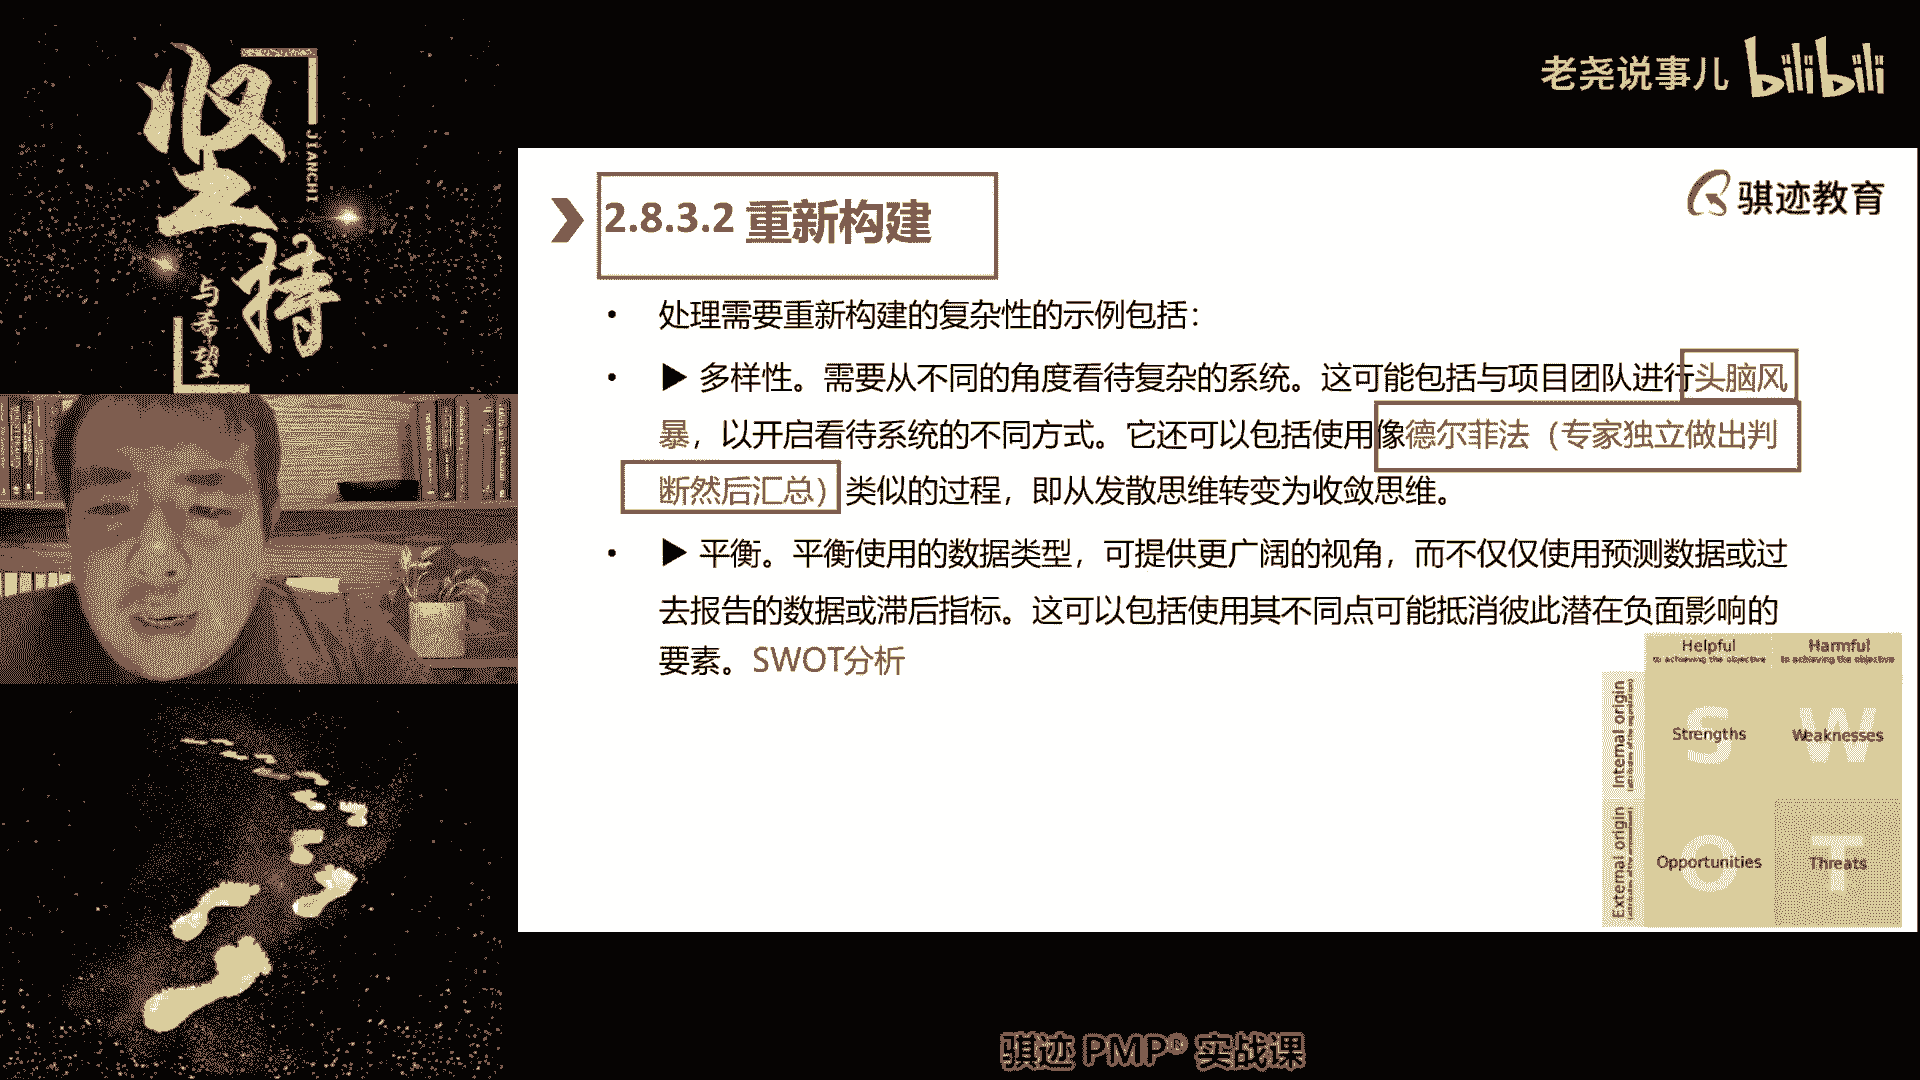 坚持
JIANCHI
与希望
老尧说事儿 bilibili
骐迹教育
2.8.3.2 重新构建
• 处理需要重新构建的复杂性的示例包括：
• ▶ 多样性。需要从不同的角度看待复杂的系统。这可能包括与项目团队进行头脑风
暴，以开启看待系统的不同方式。它还可以包括使用像德尔菲法（专家独立做出判
断然后汇总）类似的过程，即从发散思维转变为收敛思维。
• ▶ 平衡。平衡使用的数据类型，可提供更广阔的视角，而不仅仅使用预测数据或过
去报告的数据或滞后指标。这可以包括使用其不同点可能抵消彼此潜在负面影响的
要素。SWOT分析
Helpful
to achieving the objective
Harmful
to achieving the objective
Internal origin
S
Strengths
W
Weaknesses
External origin
O
Opportunities
T
Threats
骐迹 PMP® 实战课